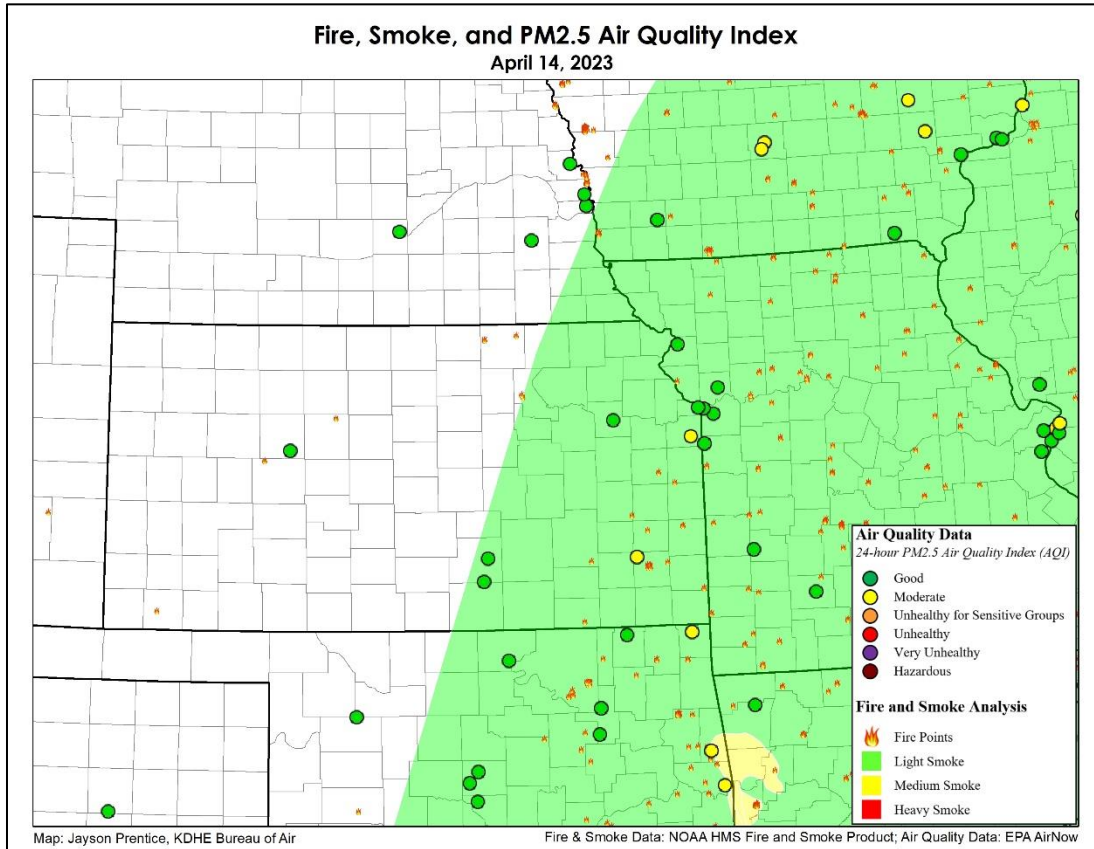 Fire, Smoke, and PM2.5 Air Quality Index
April 14, 2023
Air Quality Data
24-hour PM2.5 Air Quality Index (AQI)
Good
Moderate
Unhealthy for Sensitive Groups
Unhealthy
Very Unhealthy
Hazardous
Fire and Smoke Analysis
Fire Points
Light Smoke
Medium Smoke
Heavy Smoke
Map: Jayson Prentice, KDHE Bureau of Air
Fire & Smoke Data: NOAA HMS Fire and Smoke Product; Air Quality Data: EPA AirNow